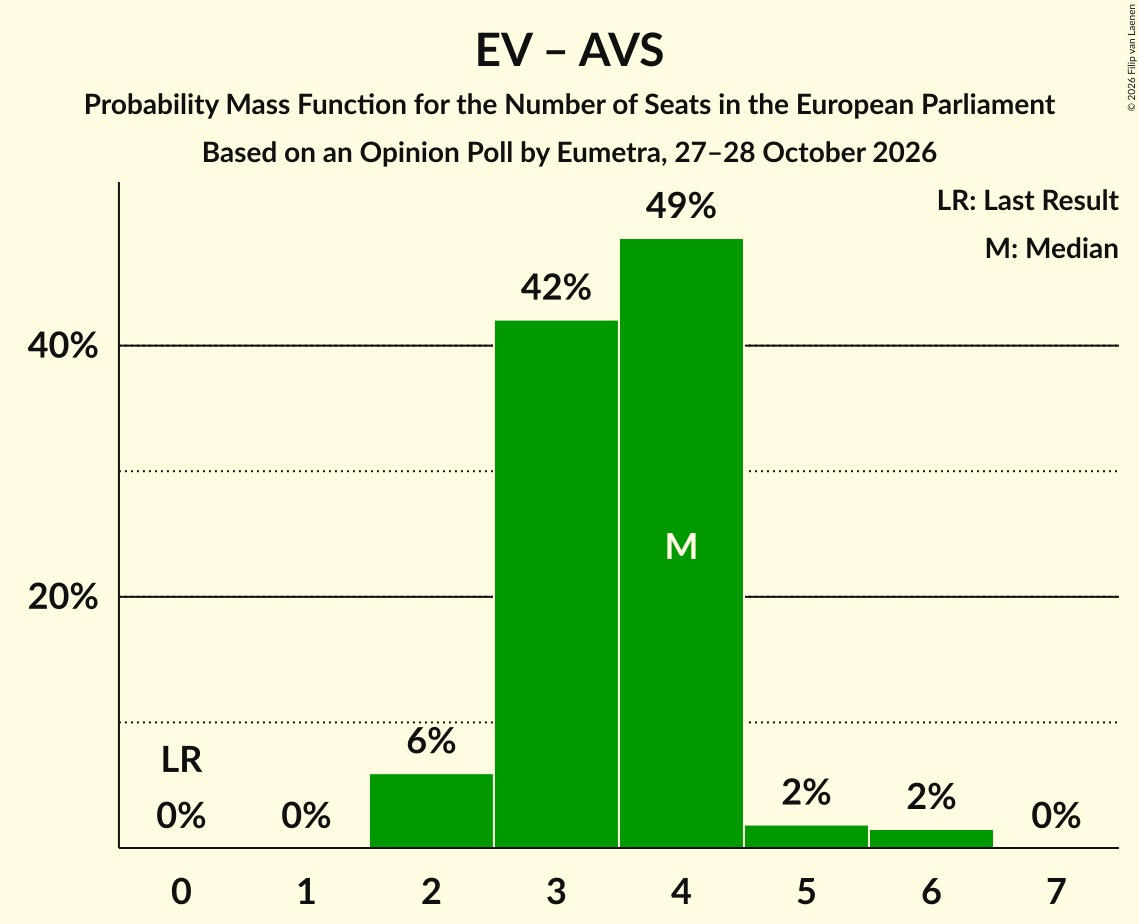 EV – AVS
Probability Mass Function for the Number of Seats in the European Parliament
Based on an Opinion Poll by Eumetra, 27–28 October 2026
© 2026 Filip van Laenen
LR: Last Result
M: Median
49%
42%
40%
M
20%
6%
LR
2%
2%
0%
0%
0%
0 1 2 3 4 5 6 7